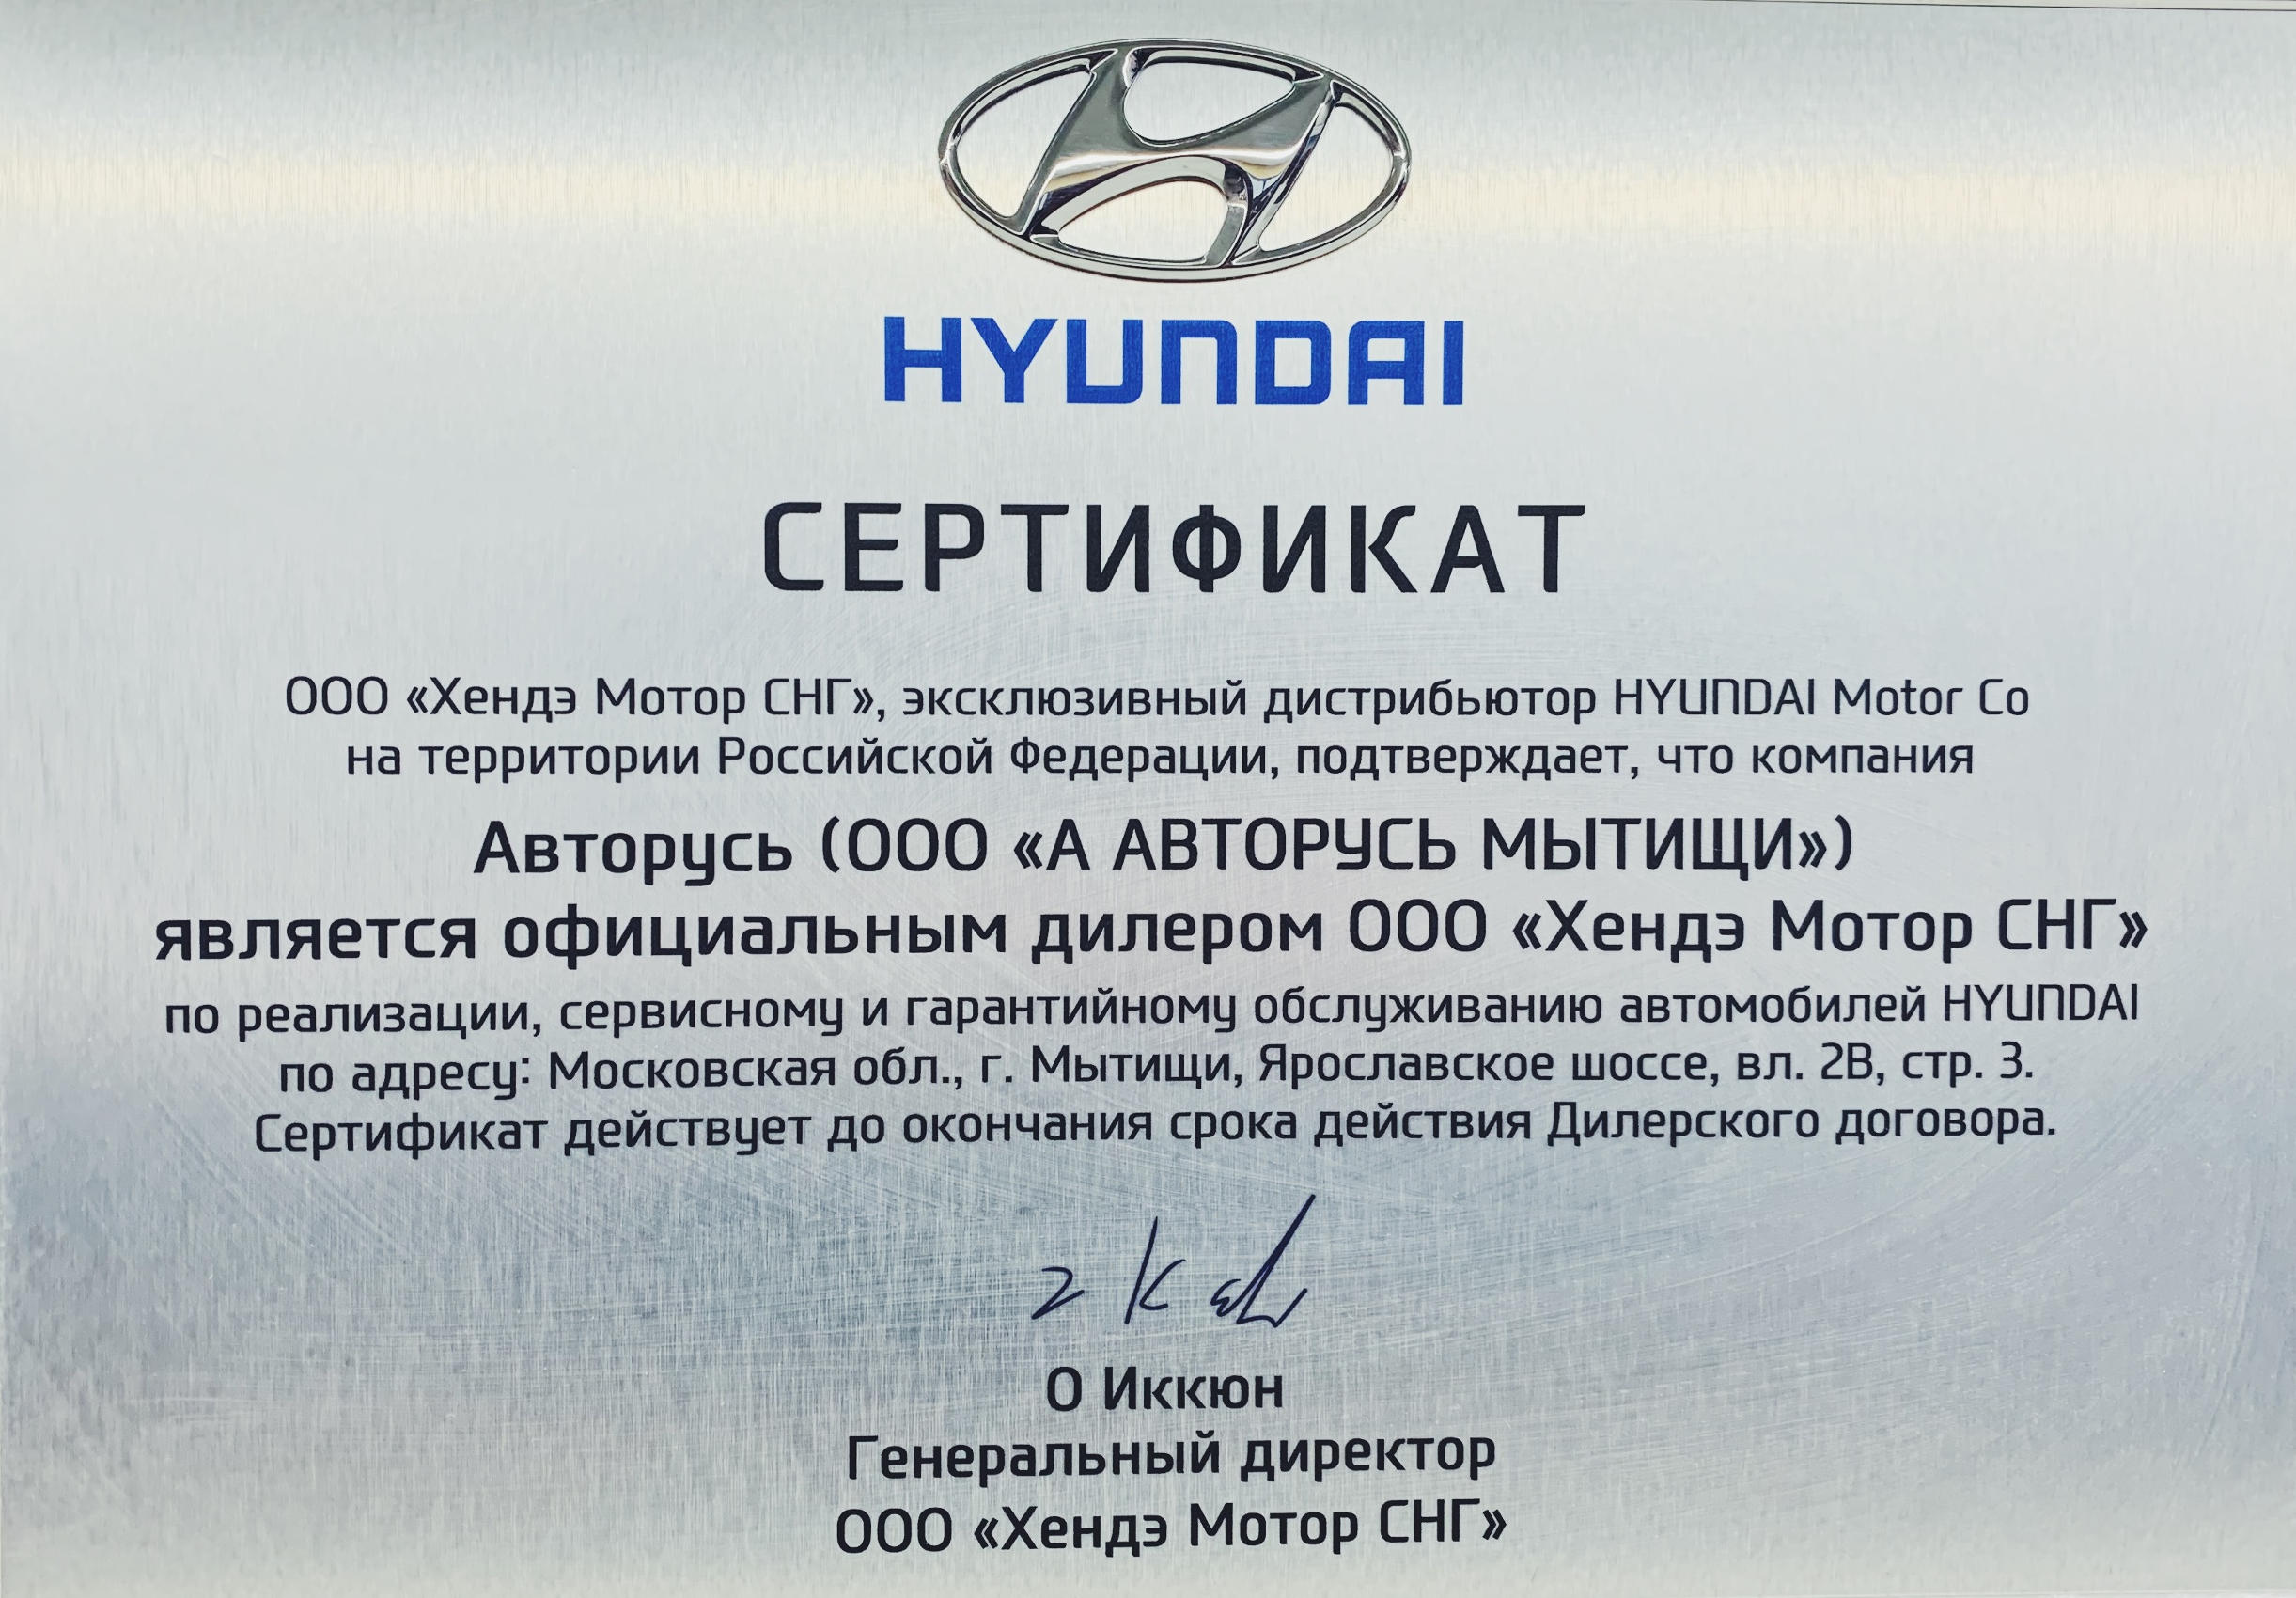 HYUNDAI
СЕРТИФИКАТ
ООО «Хендэ Мотор СНГ», эксклюзивный дистрибьютор HYUNDAI Motor Co
на территории Российской Федерации, подтверждает, что компания
Авторусь (ООО «А АВТОРУСЬ МЫТИЩИ»)
является официальным дилером ООО «Хендэ Мотор СНГ»
по реализации, сервисному и гарантийному обслуживанию автомобилей HYUNDAI
по адресу: Московская обл., г. Мытищи, Ярославское шоссе, вл. 2В, стр. 3.
Сертификат действует до окончания срока действия Дилерского договора.
О Иккюн
Генеральный директор
ООО «Хендэ Мотор СНГ»